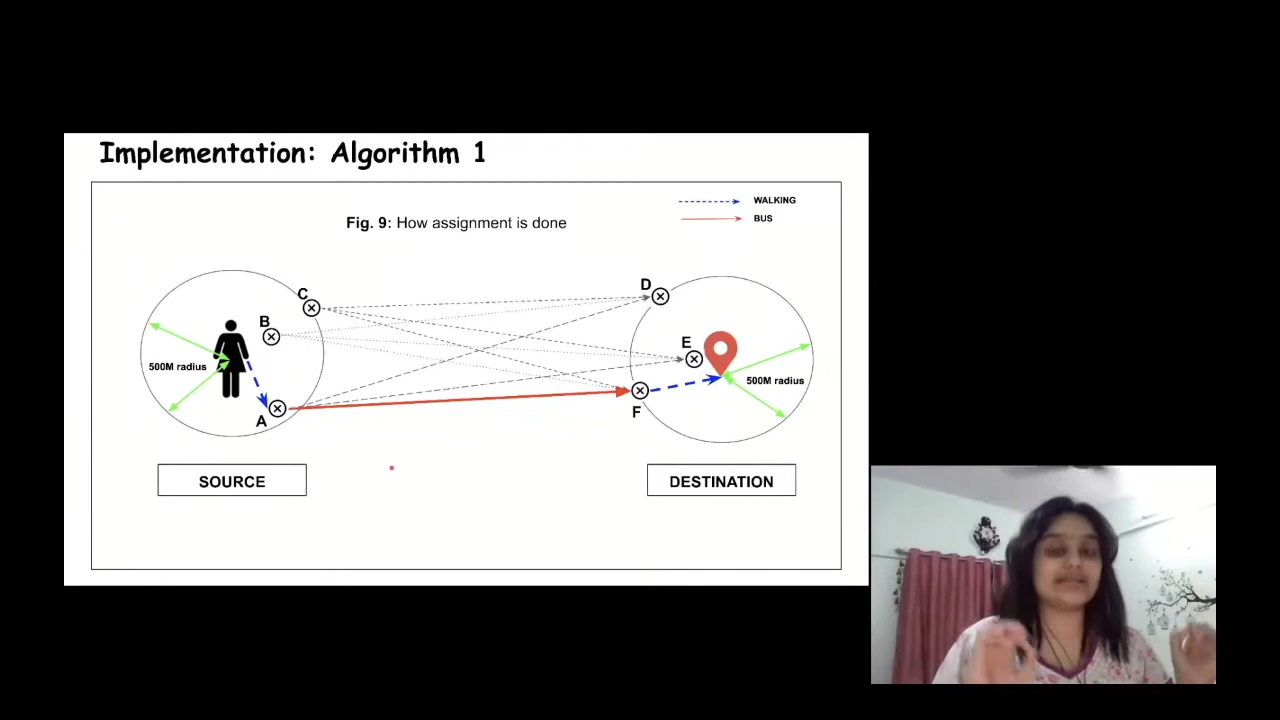 Implementation: Algorithm 1
WALKING
BUS
Fig. 9: How assignment is done
C
D
B
E
500M radius
500M radius
A
F
SOURCE
DESTINATION